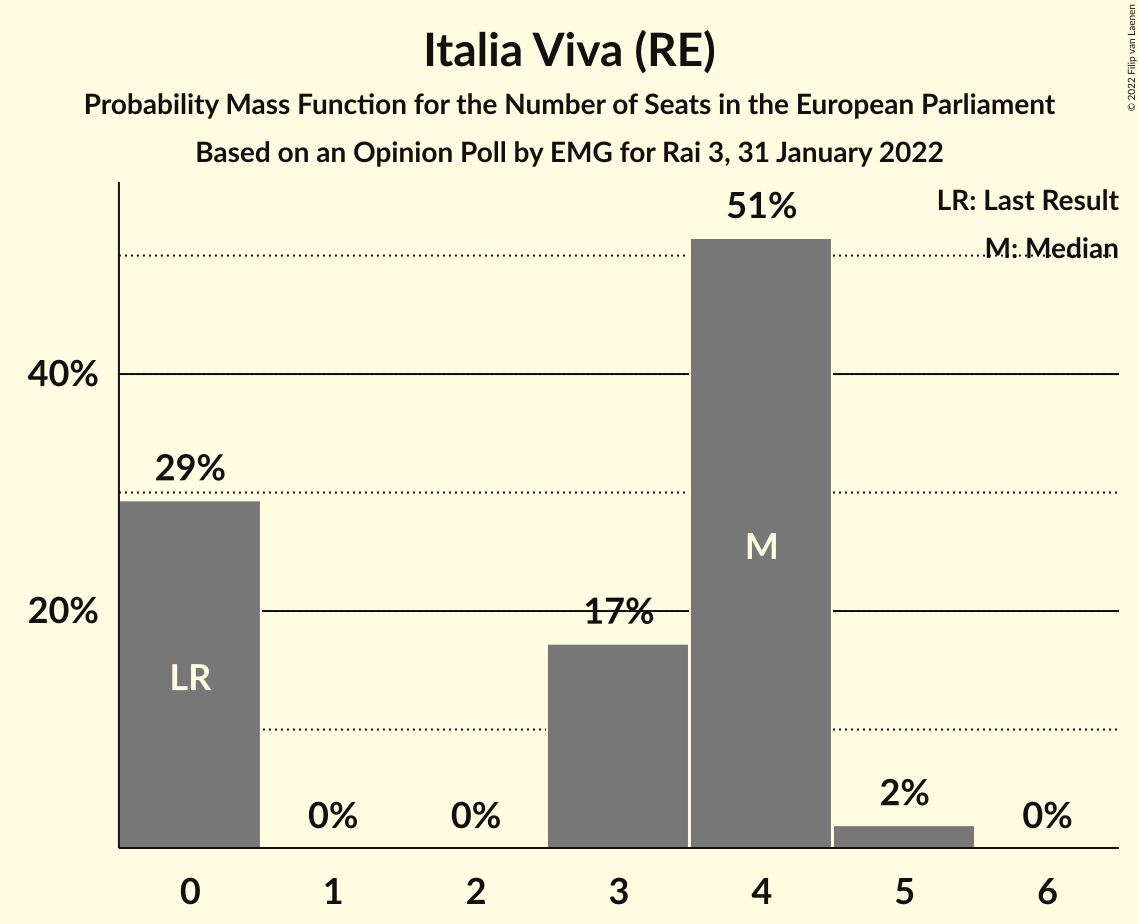 © 2022 Filip van Laenen
Italia Viva (RE)
Probability Mass Function for the Number of Seats in the European Parliament
Based on an Opinion Poll by EMG for Rai 3, 31 January 2022
LR: Last Result
M: Median
51%
40%
29%
M
20%
17%
LR
2%
0%
0%
0%
0
1
2
3
4
5
6